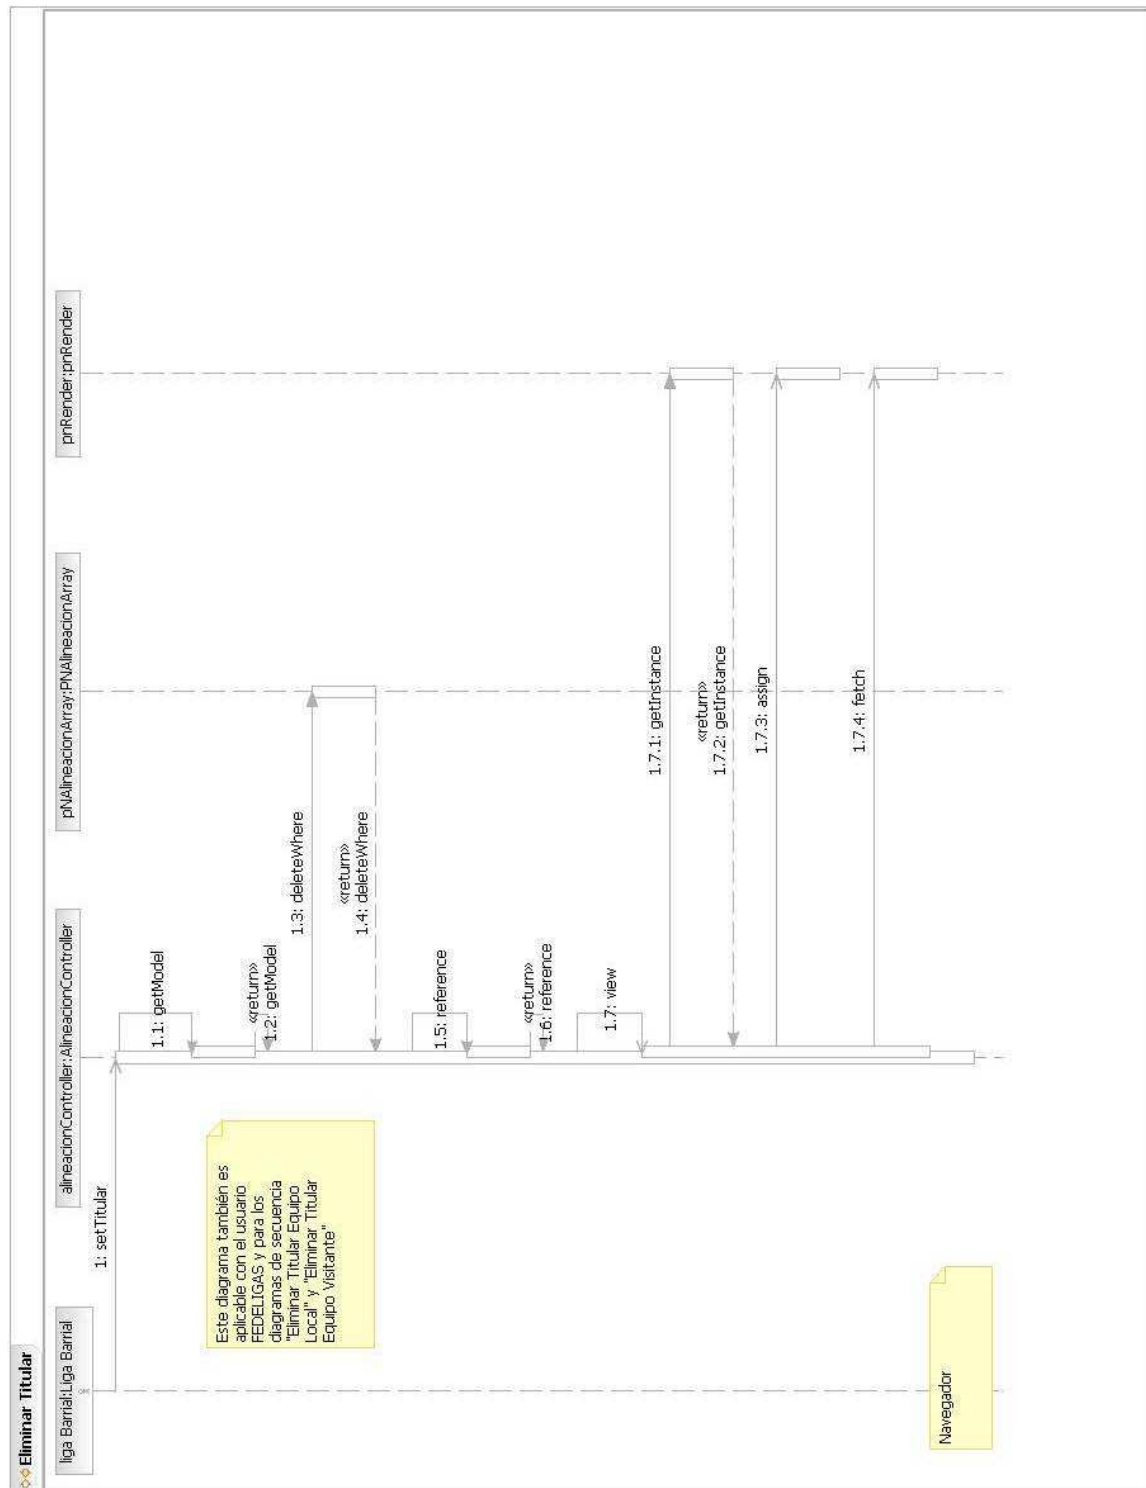 Eliminar Titular
liga Barrial:Liga Barrial
alineacionController:AlineacionController
pNAlineacionArray:PNAlineacionArray
pnRender:pnRender
1: setTitular
1.1: getModel
«return»
1.2: getModel
1.3: deleteWhere
«return»
1.4: deleteWhere
1.5: reference
«return»
1.6: reference
1.7: view
1.7.1: getInstance
«return»
1.7.2: getInstance
1.7.3: assign
1.7.4: fetch
Este diagrama también es
aplicable con el usuario
FEDELIGAS y para los
diagramas de secuencia
"Eliminar Titular Equipo
Local" y "Eliminar Titular
Equipo Visitante"
Navegador